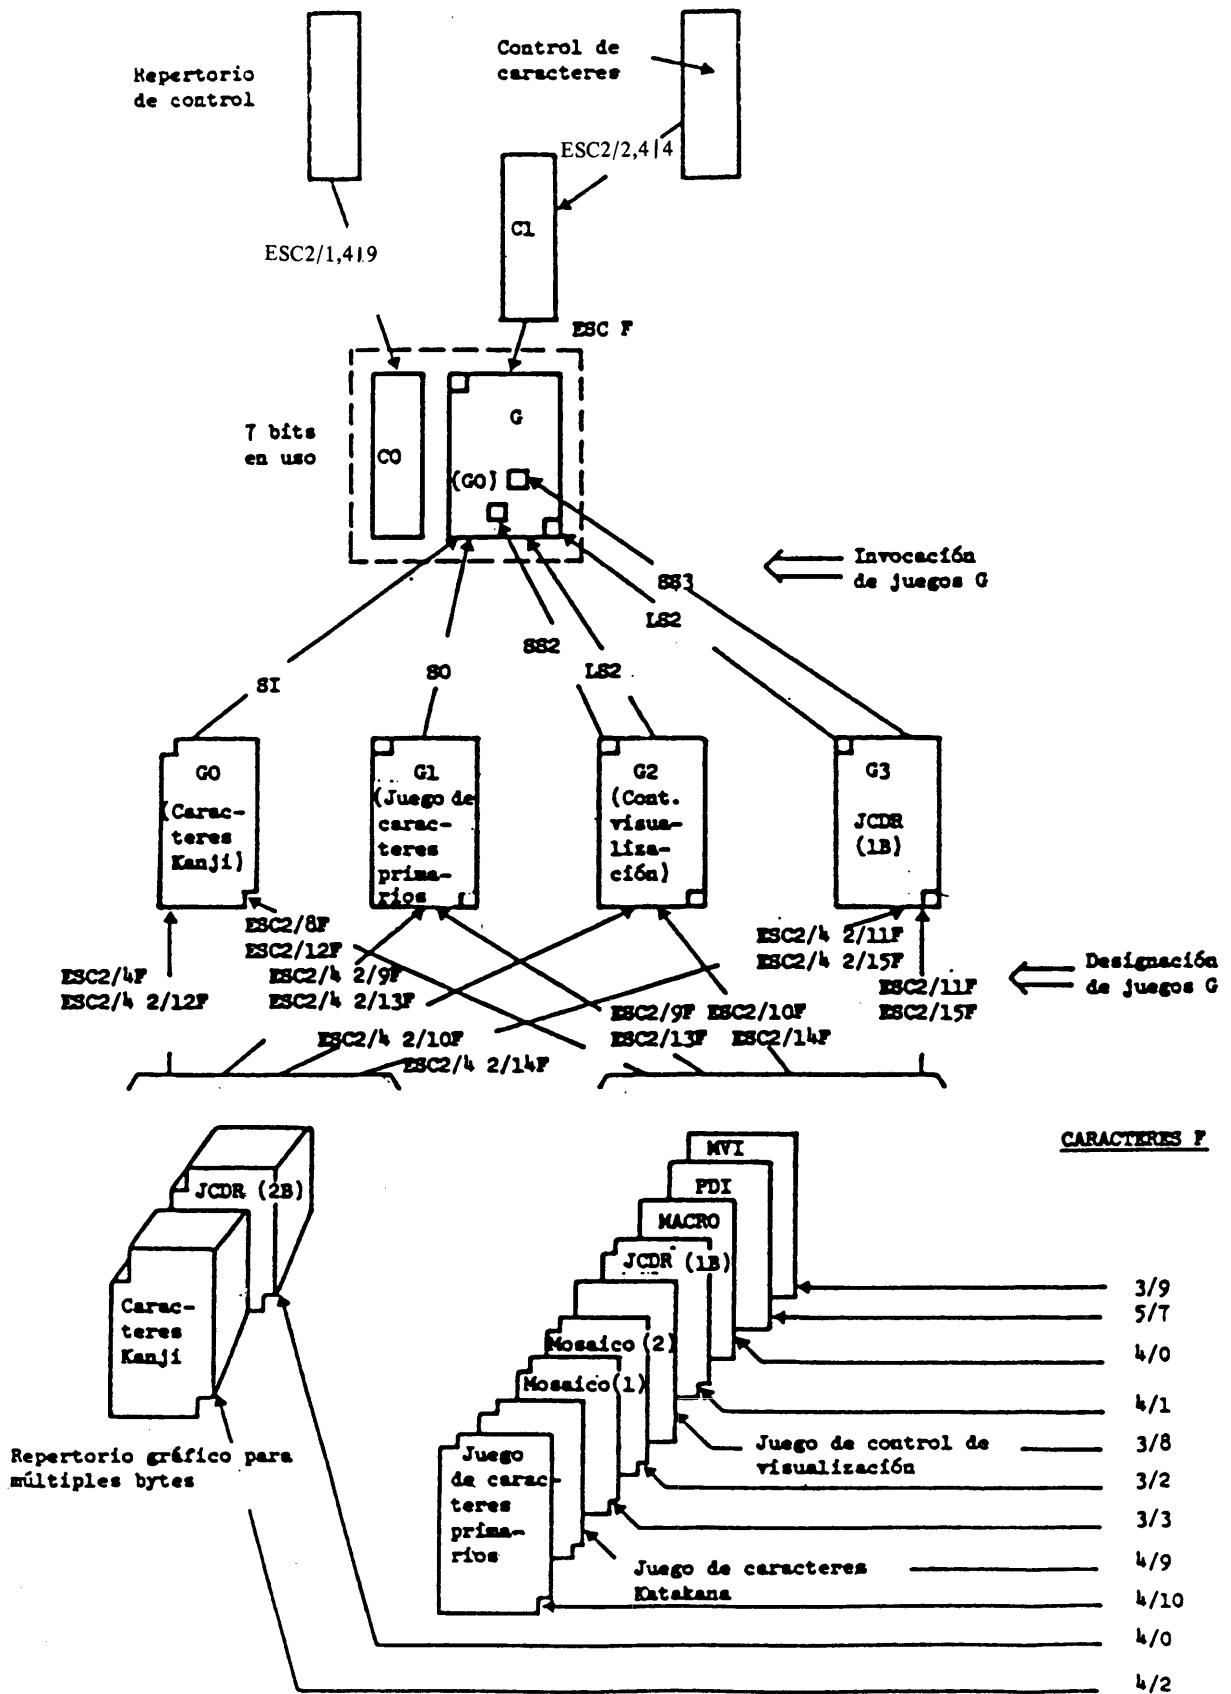 Repertorio
de control
Control de
caracteres
ESC2/2,4|4
C1
ESC2/1,4|9
ESC F
7 bits
en uso
C0
G
(G0)
Invocación
de juegos G
SS3
LS2
SS2
LS2
SO
SI
G0
(Carac-
teres
Kanji)
G1
(Juego de
carac-
teres
prima-
rios
G2
(Cont.
visua-
liza-
ción)
G3
JCDR
(1B)
ESC2/8F
ESC2/12F
ESC2/4F
ESC2/4 2/12F
ESC2/4 2/9F
ESC2/4 2/13F
ESC2/4 2/10F
ESC2/4 2/14F
ESC2/9F
ESC2/13F
ESC2/10F
ESC2/14F
ESC2/4 2/11F
ESC2/4 2/15F
ESC2/11F
ESC2/15F
Designación
de juegos G
CARACTERES F
JCDR (2B)
Carac-
teres
Kanji
Repertorio gráfico para
múltiples bytes
MVI
PDI
MACRO
JCDR (1B)
Mosaico (2)
Mosaico(1)
Juego
de carac-
teres
prima-
rios
Juego de control de
visualización
Juego de caracteres
Katakana
3/9
5/7
4/0
4/1
3/8
3/2
3/3
4/9
4/10
4/0
4/2